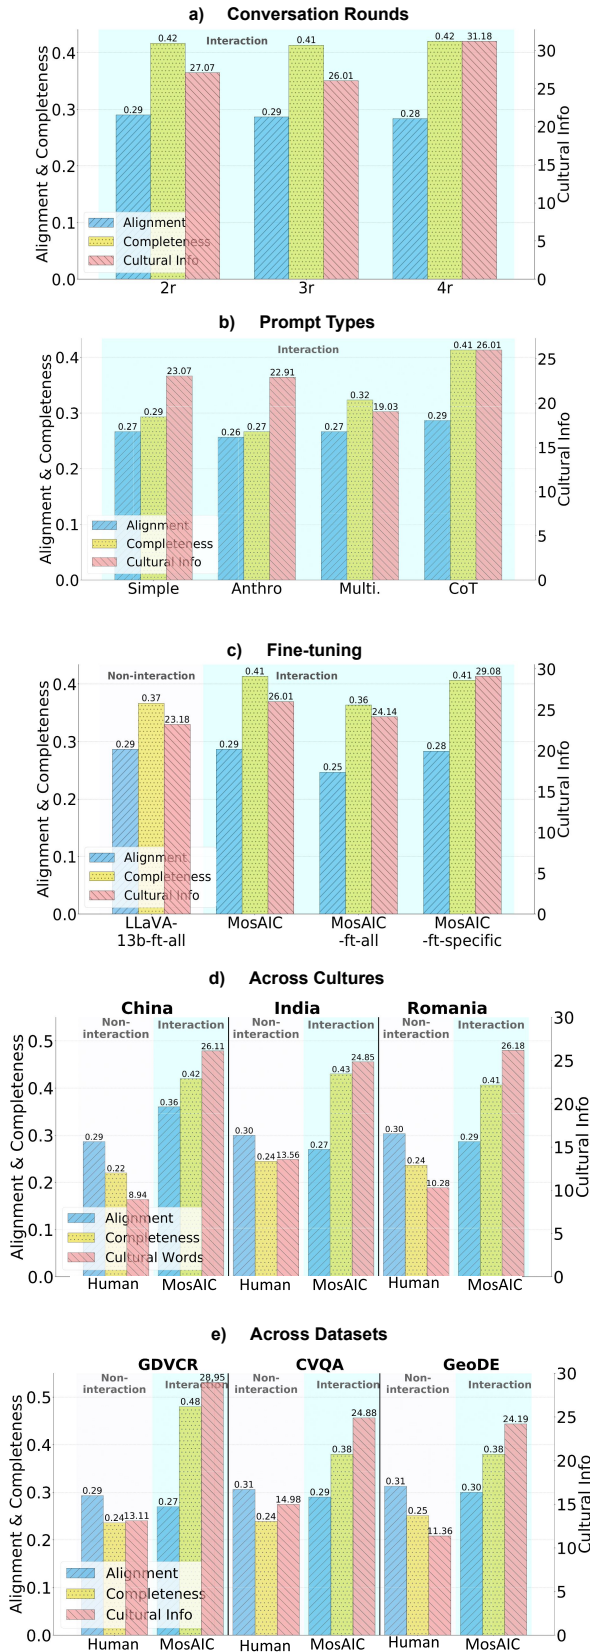 a) Conversation Rounds
Interaction
Alignment & Completeness
0.4
0.3
0.2
0.1
0.0
0.29
0.42
27.07
0.29
0.41
26.01
0.28
0.42
31.18
30
25
20
15
10
5
0
Cultural Info
Alignment
Completeness
Cultural Info
2r
3r
4r
b) Prompt Types
Interaction
Alignment & Completeness
0.4
0.3
0.2
0.1
0.0
0.27
0.29
23.07
0.26
0.27
22.91
0.27
0.32
19.03
0.29
0.41
26.01
25
20
15
10
5
0
Cultural Info
Alignment
Completeness
Cultural Info
Simple
Anthro
Multi.
CoT
c) Fine-tuning
Non-interaction
Interaction
Alignment & Completeness
0.4
0.3
0.2
0.1
0.0
0.29
0.37
23.18
0.29
0.41
26.01
0.25
0.36
24.14
0.28
0.41
29.08
30
25
20
15
10
5
0
Cultural Info
Alignment
Completeness
Cultural Info
LLaVA-
13b-ft-all
MosAIC
MosAIC
-ft-all
MosAIC
-ft-specific
d) Across Cultures
China
India
Romania
Non-
interaction
Interaction
Non-
interaction
Interaction
Non-
interaction
Interaction
Alignment & Completeness
0.5
0.4
0.3
0.2
0.1
0.0
0.29
0.22
8.94
0.36
0.42
26.11
0.30
0.24
13.56
0.27
0.43
24.85
0.30
0.24
10.28
0.29
0.41
26.18
30
25
20
15
10
5
0
Cultural Info
Alignment
Completeness
Cultural Words
Human
MosAIC
Human
MosAIC
Human
MosAIC
e) Across Datasets
GDVCR
CVQA
GeoDE
Non-
interaction
Interaction
Non-
interaction
Interaction
Non-
interaction
Interaction
Alignment & Completeness
0.5
0.4
0.3
0.2
0.1
0.0
0.29
0.24
13.11
0.27
0.48
28.95
0.31
0.24
14.98
0.29
0.38
24.88
0.31
0.25
11.36
0.30
0.38
24.19
30
25
20
15
10
5
0
Cultural Info
Alignment
Completeness
Cultural Info
Human
MosAIC
Human
MosAIC
Human
MosAIC